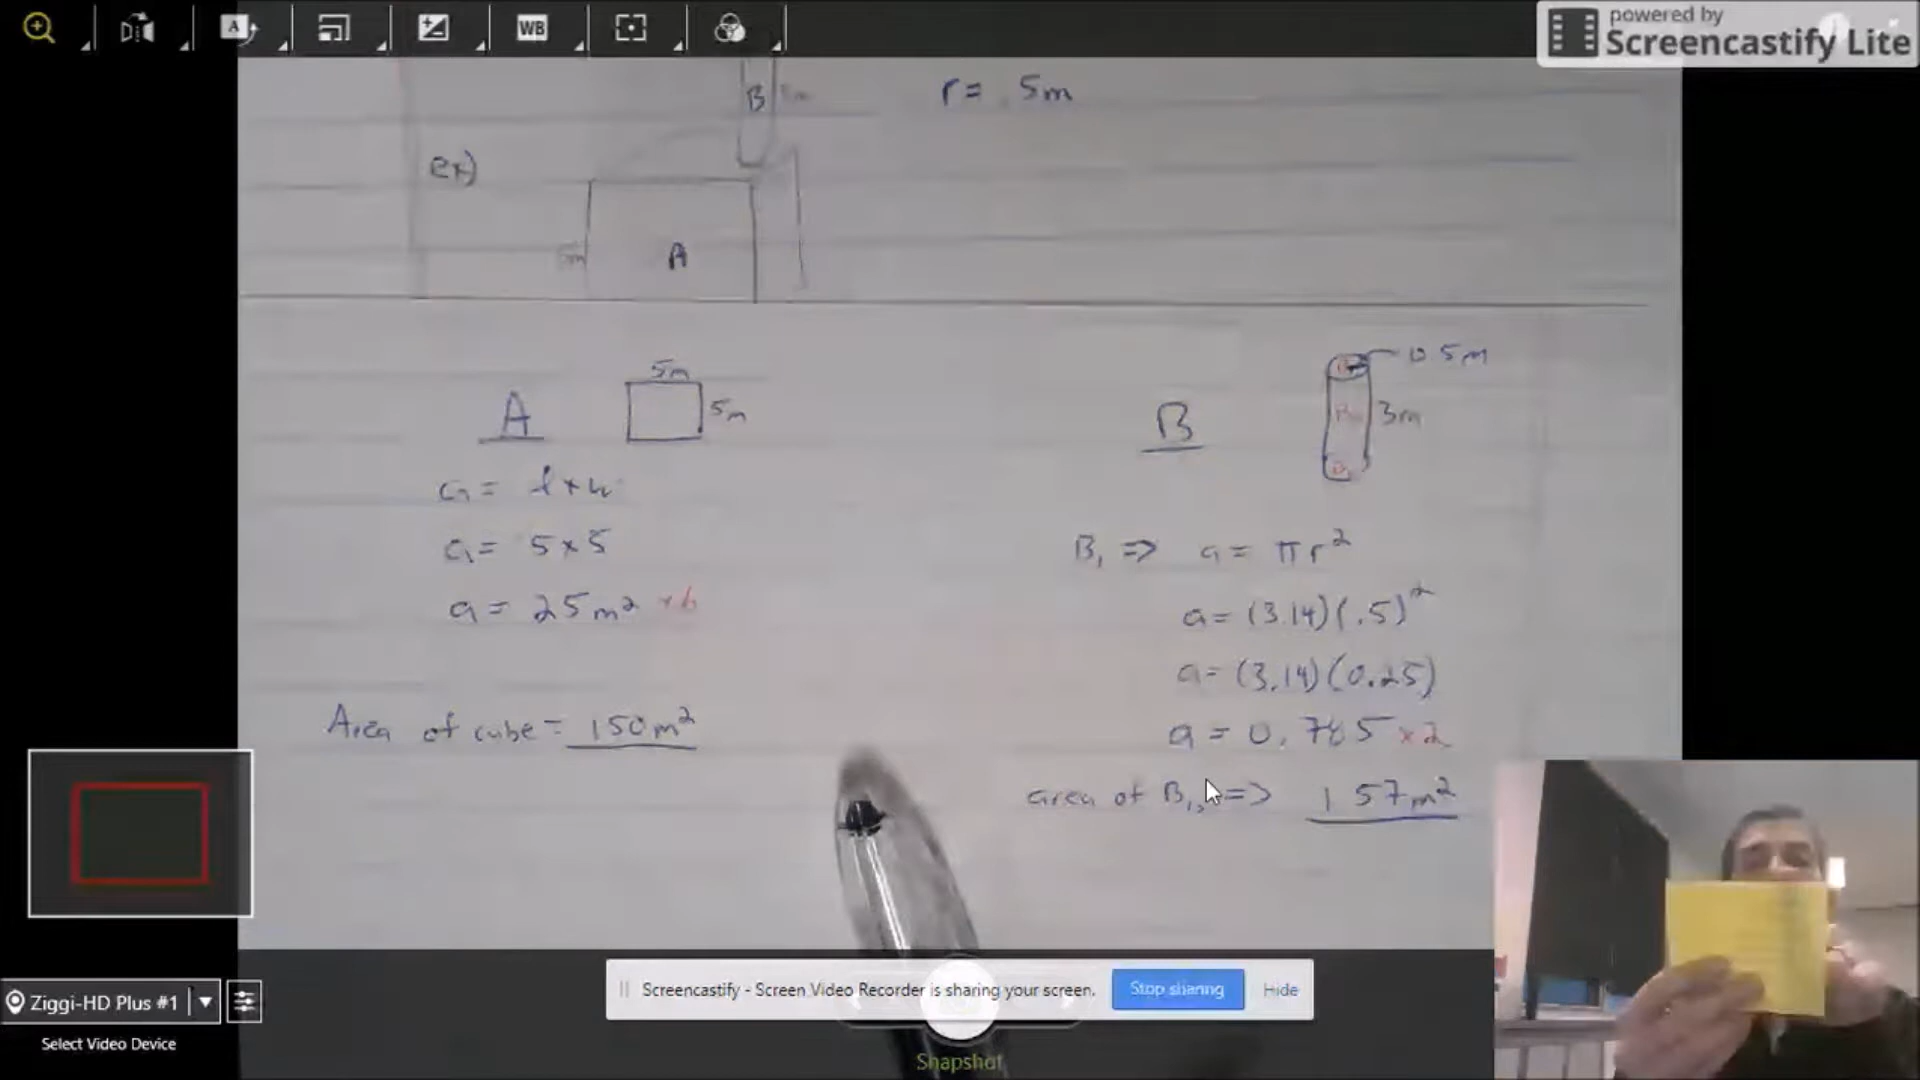 WB
powered by
Screencastify Lite
B
r = .5m
ex)
5m
A
5m
5m
A
a = l x w
a = 5 x 5
a = 25m² x 6
Area of cube = 150m²
0.5m
3m
B
B₁ => a = πr²
a = (3.14)(.5)²
a = (3.14)(0.25)
a = 0.785 x 2
area of B₁,₃ => 1.57m²
Ziggi-HD Plus #1
Select Video Device
Screencastify - Screen Video Recorder is sharing your screen.
Stop sharing
Hide
Snapshot